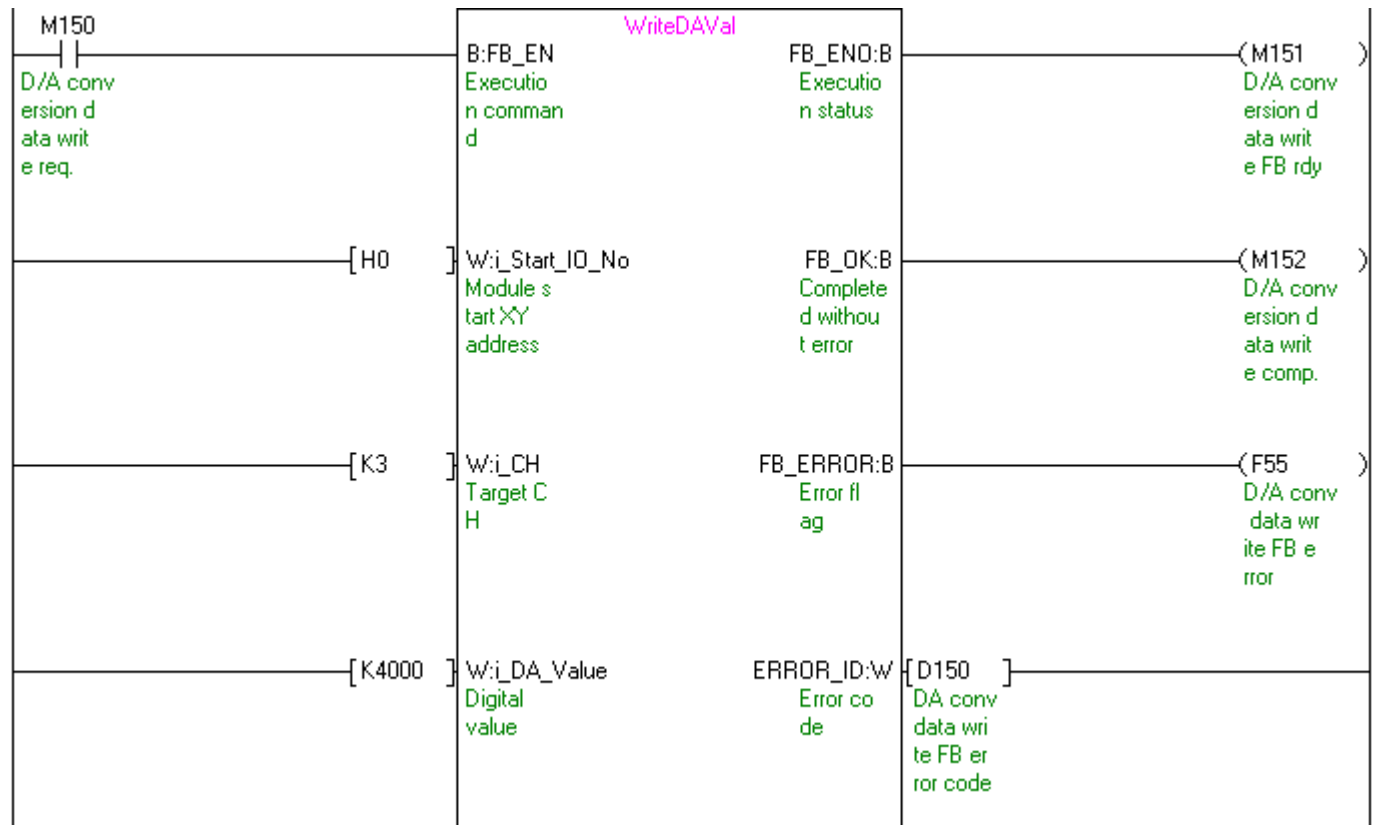 M150
WriteDAVal
B:FB_EN
FB_ENO:B
(M151 )
D/A conv
ersion d
ata writ
e req.
Executio
n comman
d
Executio
n status
D/A conv
ersion d
ata writ
e FB rdy
[H0 ]
W:i_Start_IO_No
FB_OK:B
(M152 )
Module s
tart XY
address
Complete
d withou
t error
D/A conv
ersion d
ata writ
e comp.
[K3 ]
W:i_CH
FB_ERROR:B
(F55 )
Target C
H
Error fl
ag
D/A conv
data wr
ite FB e
rror
[K4000 ]
W:i_DA_Value
ERROR_ID:W
[D150 ]
Digital
value
Error co
de
DA conv
data wri
te FB er
ror code